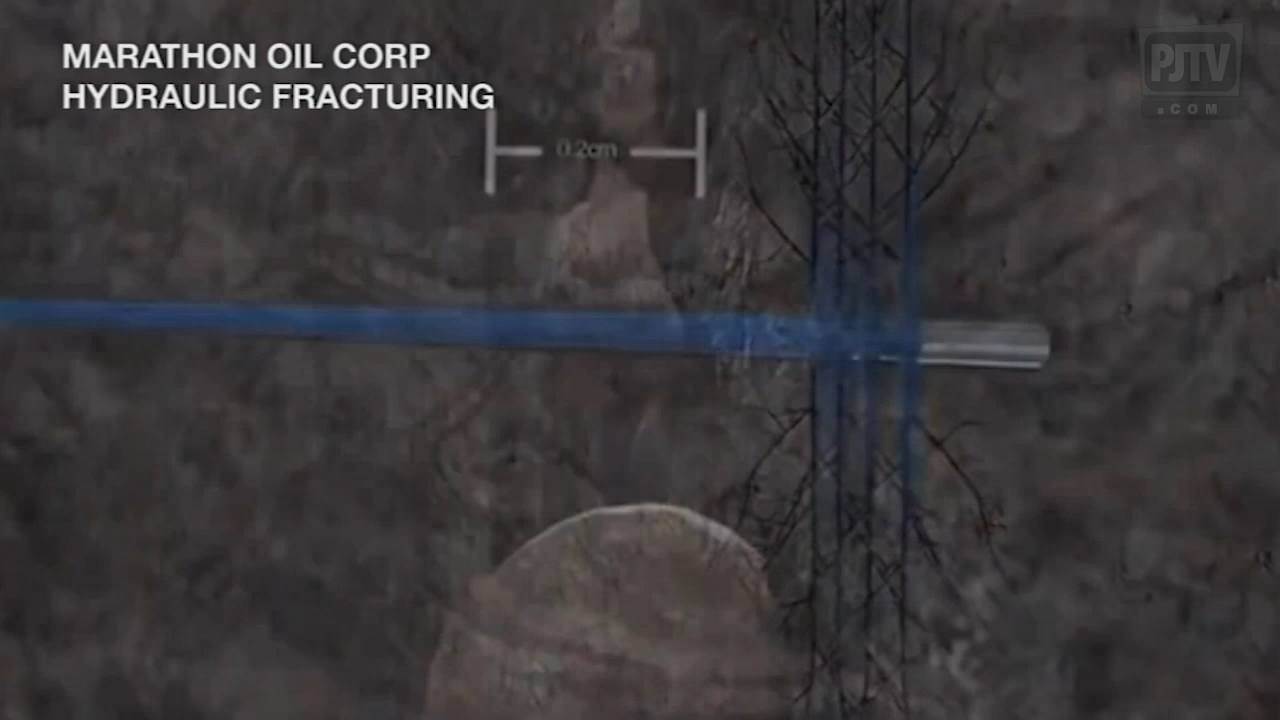 MARATHON OIL CORP
HYDRAULIC FRACTURING
PJTV
.COM
0.2cm